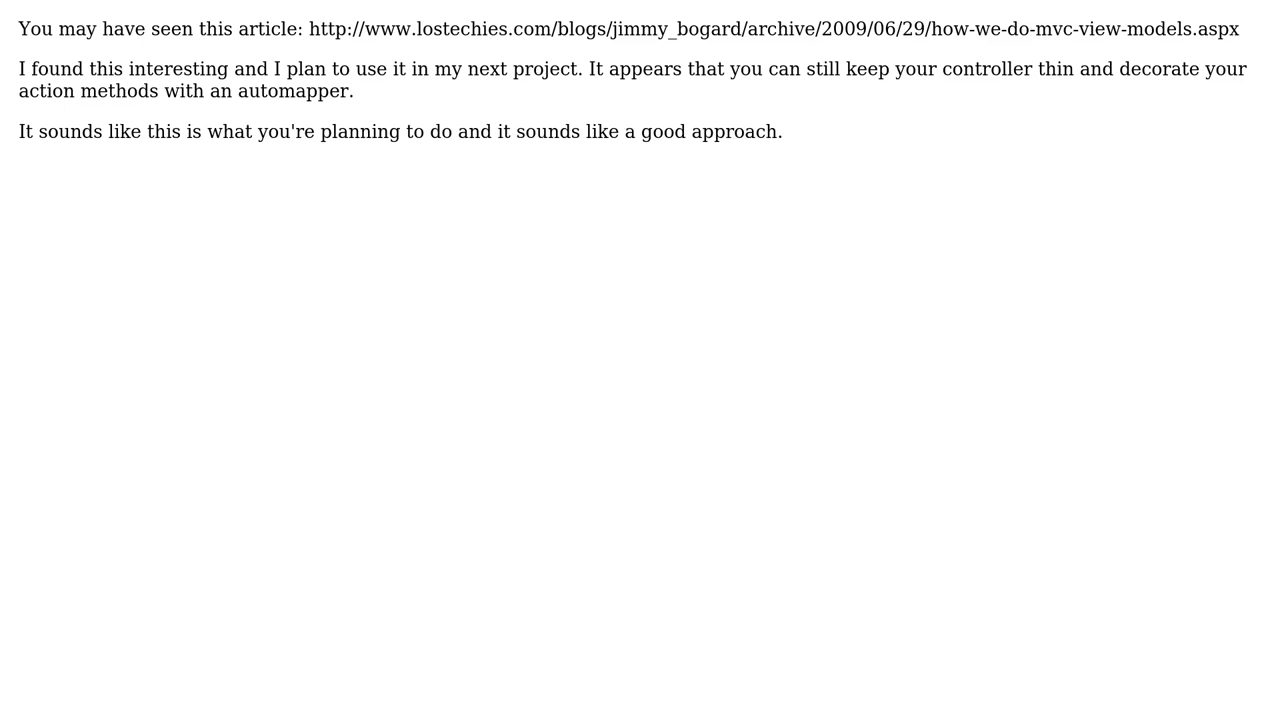 You may have seen this article: http://www.lostechies.com/blogs/jimmy_bogard/archive/2009/06/29/how-we-do-mvc-view-models.aspx
I found this interesting and I plan to use it in my next project. It appears that you can still keep your controller thin and decorate your
action methods with an automapper.
It sounds like this is what you're planning to do and it sounds like a good approach.